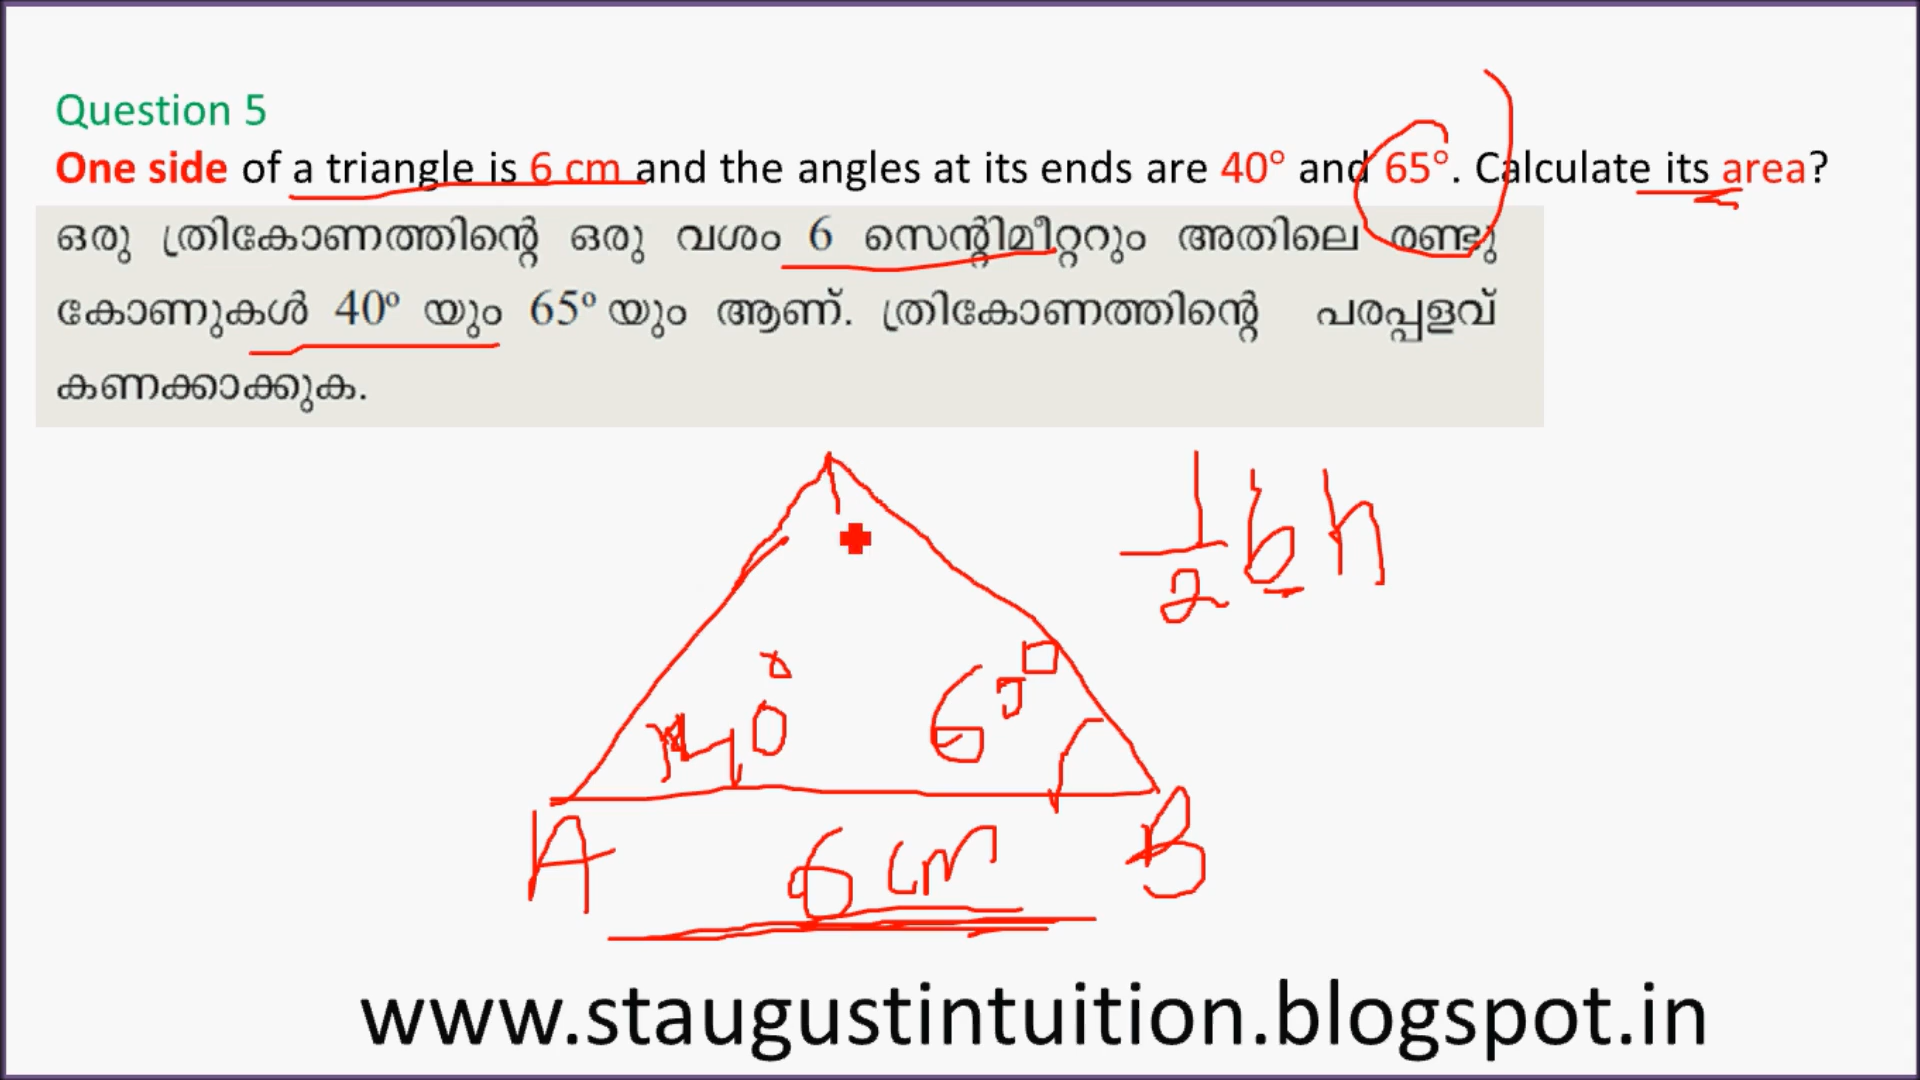 Question 5
One side of a triangle is 6 cm and the angles at its ends are 40° and 65°. Calculate its area?
ഒരു ത്രികോണത്തിന്റെ ഒരു വശം 6 സെന്റിമീറ്ററും അതിലെ രണ്ടു
കോണുകൾ 40° യും 65° യും ആണ്. ത്രികോണത്തിന്റെ പരപ്പളവ്
കണക്കാക്കുക.
1/2 b h
40° 65°
A 6 cm B
www.staugustintuition.blogspot.in